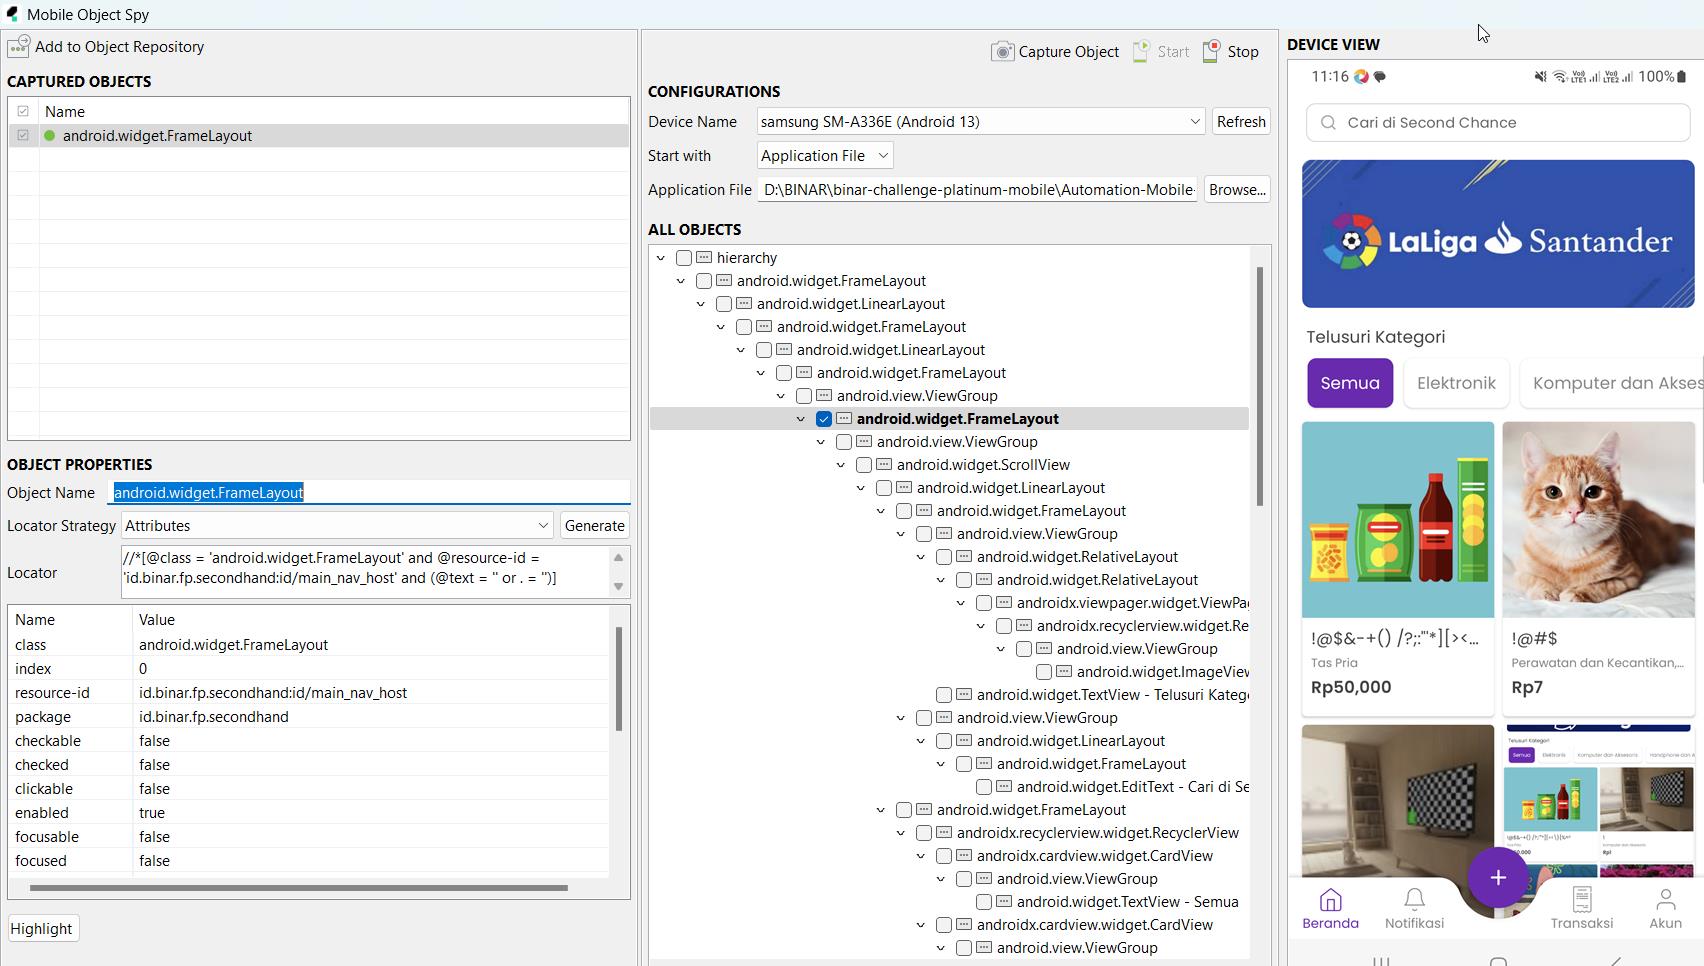 Mobile Object Spy
Add to Object Repository
CAPTURED OBJECTS
Name
android.widget.FrameLayout
OBJECT PROPERTIES
Object Name android.widget.FrameLayout
Locator Strategy Attributes Generate
Locator //*[@class = 'android.widget.FrameLayout' and @resource-id =
'id.binar.fp.secondhand:id/main_nav_host' and (@text = '' or . = '')]
Name Value
class android.widget.FrameLayout
index 0
resource-id id.binar.fp.secondhand:id/main_nav_host
package id.binar.fp.secondhand
checkable false
checked false
clickable false
enabled true
focusable false
focused false
Highlight
Capture Object Start Stop
CONFIGURATIONS
Device Name samsung SM-A336E (Android 13) Refresh
Start with Application File
Application File D:\BINAR\binar-challenge-platinum-mobile\Automation-Mobile- Browse...
ALL OBJECTS
hierarchy
android.widget.FrameLayout
android.widget.LinearLayout
android.widget.FrameLayout
android.widget.LinearLayout
android.widget.FrameLayout
android.view.ViewGroup
android.widget.FrameLayout
android.view.ViewGroup
android.widget.ScrollView
android.widget.LinearLayout
android.widget.FrameLayout
android.view.ViewGroup
android.widget.RelativeLayout
android.widget.RelativeLayout
androidx.viewpager.widget.ViewPa
androidx.recyclerview.widget.Re
android.view.ViewGroup
android.widget.ImageView
android.widget.TextView - Telusuri Katego
android.view.ViewGroup
android.widget.LinearLayout
android.widget.FrameLayout
android.widget.EditText - Cari di Se
android.widget.FrameLayout
androidx.recyclerview.widget.RecyclerView
androidx.cardview.widget.CardView
android.view.ViewGroup
android.widget.TextView - Semua
androidx.cardview.widget.CardView
android.view.ViewGroup
DEVICE VIEW
11:16 LTE1 LTE2 100%
Cari di Second Chance
LaLiga Santander
Telusuri Kategori
Semua Elektronik Komputer dan Akses
!@$&-+() /?;:'"*][><...
Tas Pria
Rp50,000
!@#$
Perawatan dan Kecantikan,...
Rp7
Telusuri Kategori
Semua Elektronik Komputer dan Aksesoris
+
Beranda Notifikasi Transaksi Akun